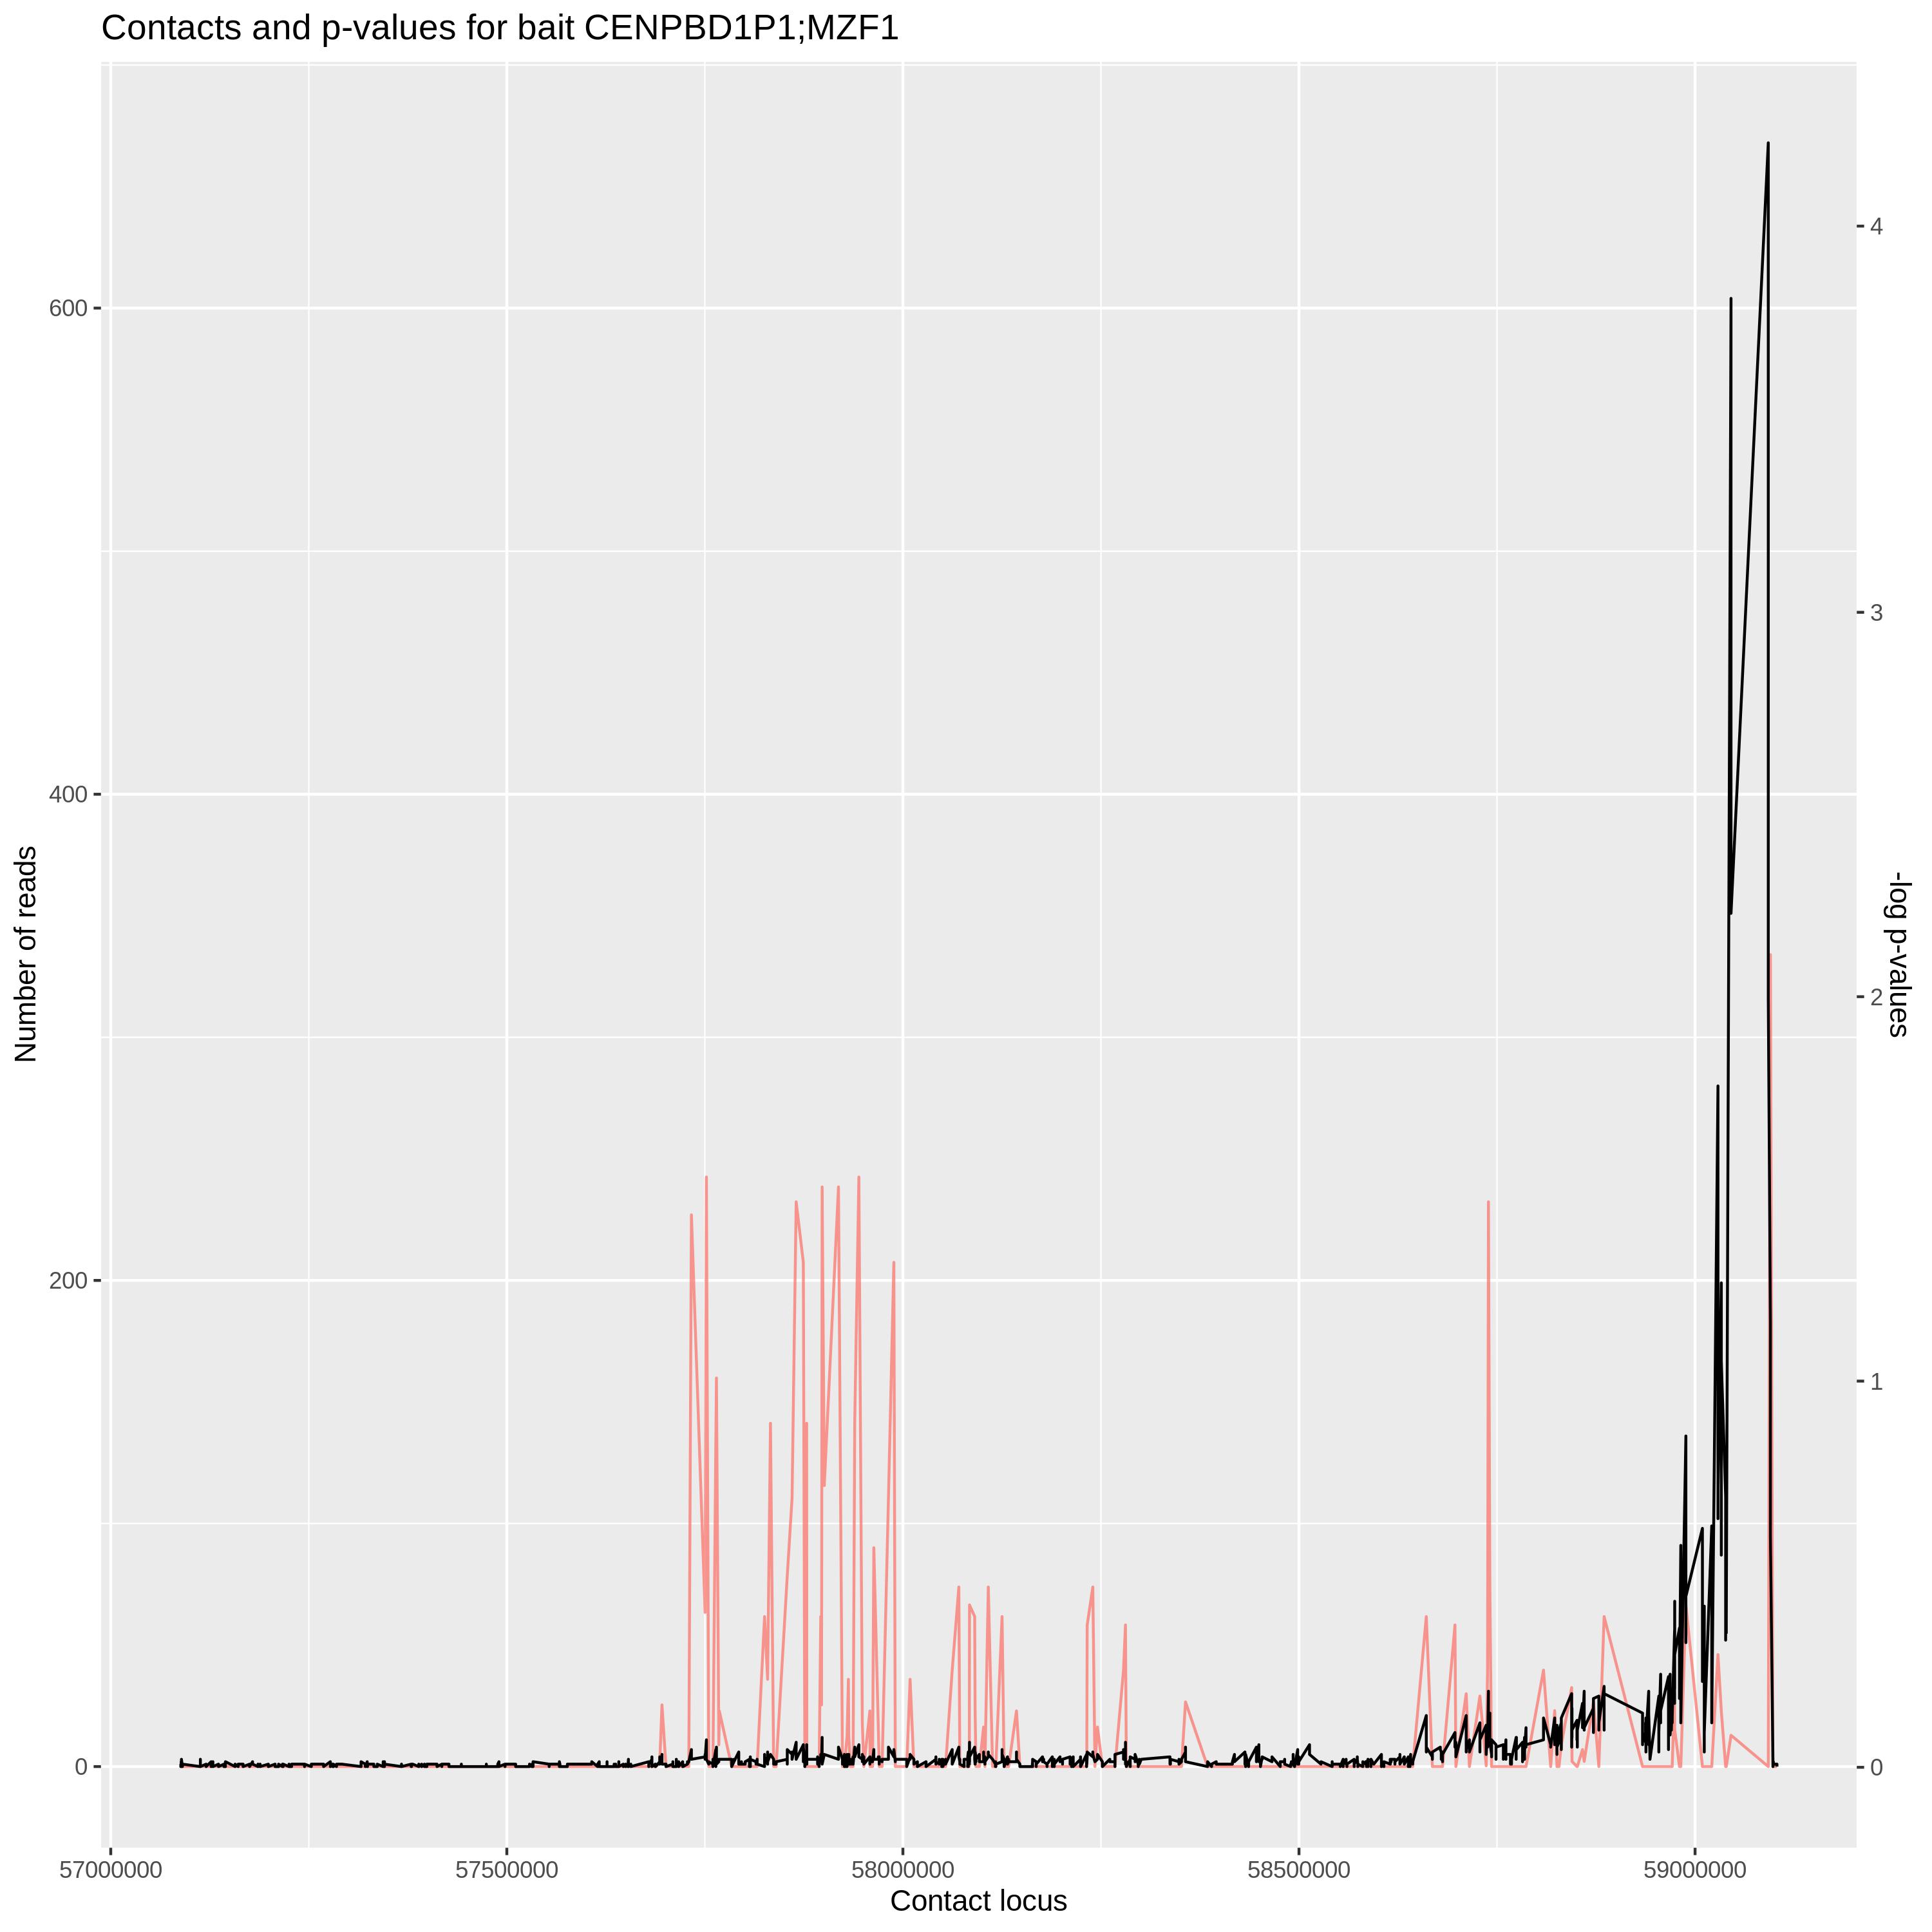 Contacts and p-values for bait CENPBD1P1;MZF1
Number of reads
600
400
200
0
4
3
2
1
0
-log p-values
57000000 57500000 58000000 58500000 59000000
Contact locus